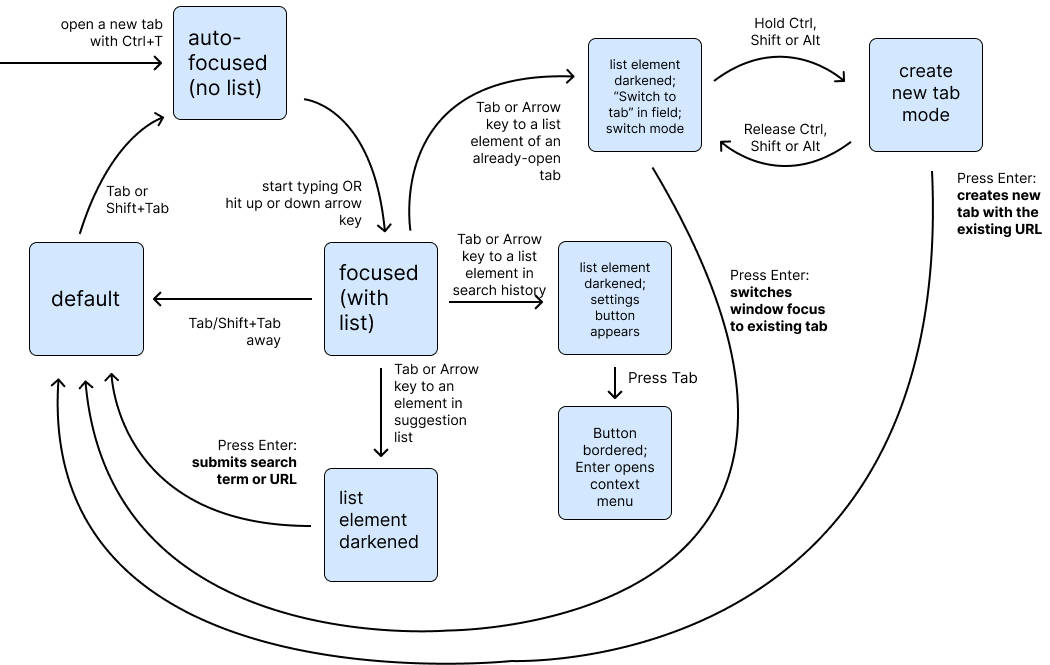 open a new tab
with Ctrl+T
auto-
focused
(no list)
Hold Ctrl,
Shift or Alt
list element
darkened;
“Switch to
tab” in field;
switch mode
create
new tab
mode
Tab or Arrow
key to a list
element of an
already-open
tab
Release Ctrl,
Shift or Alt
Tab or
Shift+Tab
start typing OR
hit up or down arrow
key
Press Enter:
creates new
tab with the
existing URL
default
focused
(with
list)
Tab or Arrow
key to a list
element in
search history
list element
darkened;
settings
button
appears
Press Enter:
switches
window focus
to existing tab
Tab/Shift+Tab
away
Tab or Arrow
key to an
element in
suggestion
list
Press Tab
Press Enter:
submits search
term or URL
Button
bordered;
Enter opens
context
menu
list
element
darkened